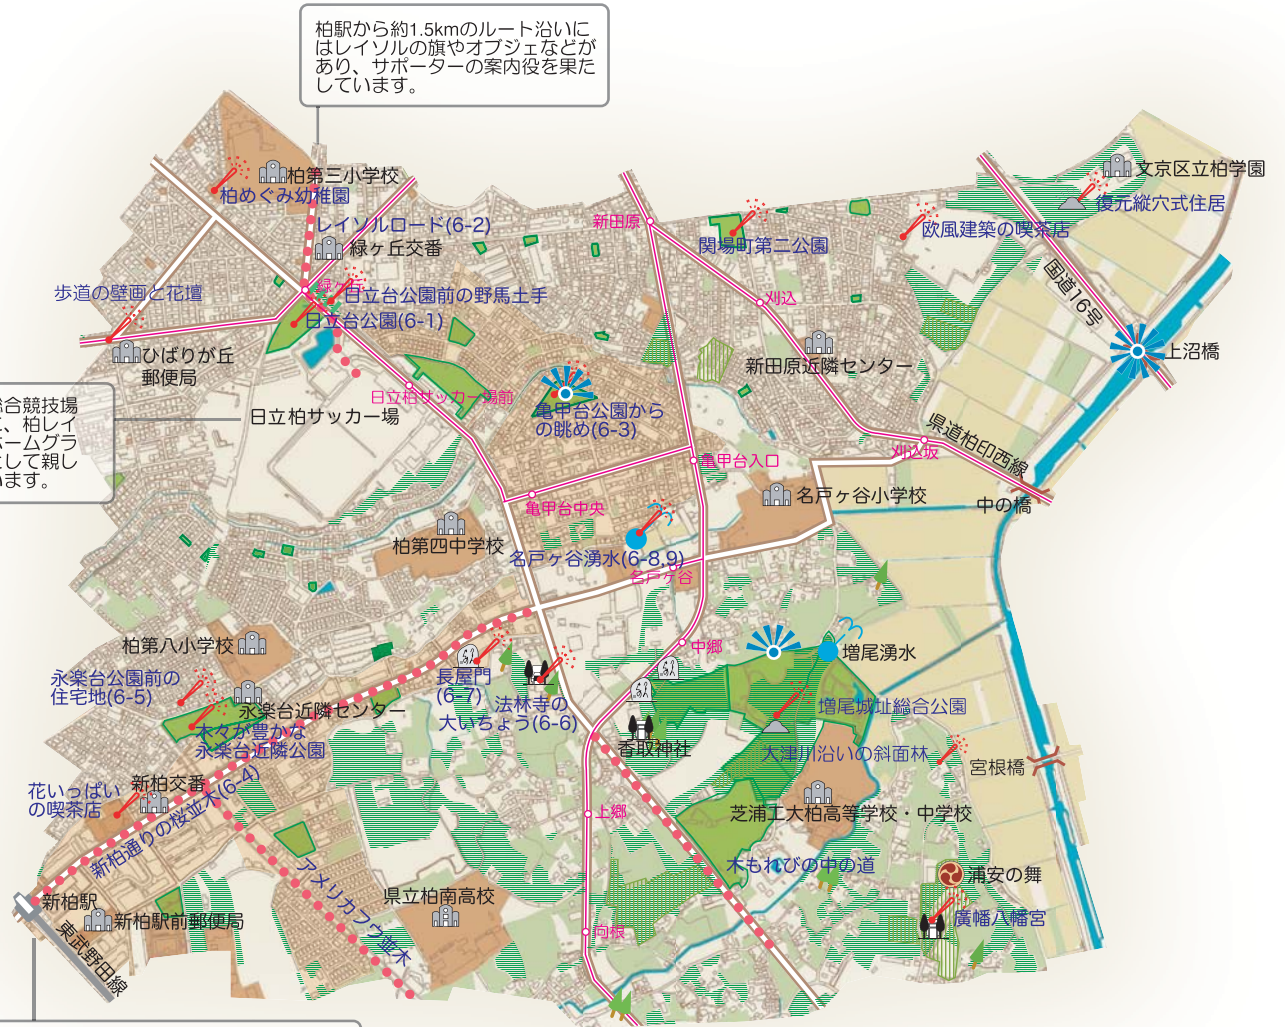 柏駅から約1.5kmのルート沿いに
はレイソルの旗やオブジェなどが
あり、サポーターの案内役を果た
しています。
柏第三小学校
柏めぐみ幼稚園
レイソルロード(6-2)
緑ヶ丘交番
新田原
関場町第二公園
欧風建築の喫茶店
文京区立柏学園
復元縦穴式住居
国道16号
上沼橋
歩道の壁画と花壇
緑ヶ丘
日立台公園前の野馬土手
日立台公園(6-1)
刈込
ひばりが丘
郵便局
新田原近隣センター
総合競技場
、柏レイ
ホームグラ
として親し
います。
日立柏サッカー場
日立柏サッカー場前
亀甲台公園から
の眺め(6-3)
県道柏印西線
刈込坂
亀甲台入口
亀甲台中央
名戸ヶ谷小学校
中の橋
柏第四中学校
名戸ヶ谷湧水(6-8,9)
名戸ヶ谷
柏第八小学校
中郷
増尾湧水
永楽台公園前の
住宅地(6-5)
長屋門
(6-7)
法林寺の
大いちょう(6-6)
永楽台近隣センター
木々が豊かな
永楽台近隣公園
増尾城址総合公園
香取神社
大津川沿いの斜面林
宮根橋
新柏交番
花いっぱい
の喫茶店
新柏通りの桜並木(6-4)
上郷
芝浦工大柏高等学校・中学校
アメリカフウ並木
木もれびの中の道
浦安の舞
県立柏南高校
廣幡八幡宮
新柏駅
新柏駅前郵便局
東武野田線
向根